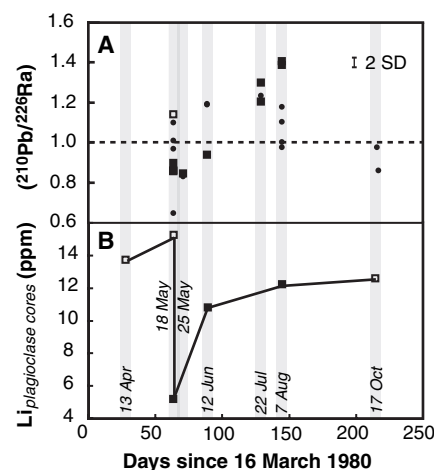 A
1.6
1.4
1.2
1.0
0.8
0.6
(210Pb/226Ra)
2 SD
B
14
12
10
8
6
4
Li plagioclase cores (ppm)
13 Apr
18 May
25 May
12 Jun
22 Jul
7 Aug
17 Oct
0 50 100 150 200 250
Days since 16 March 1980